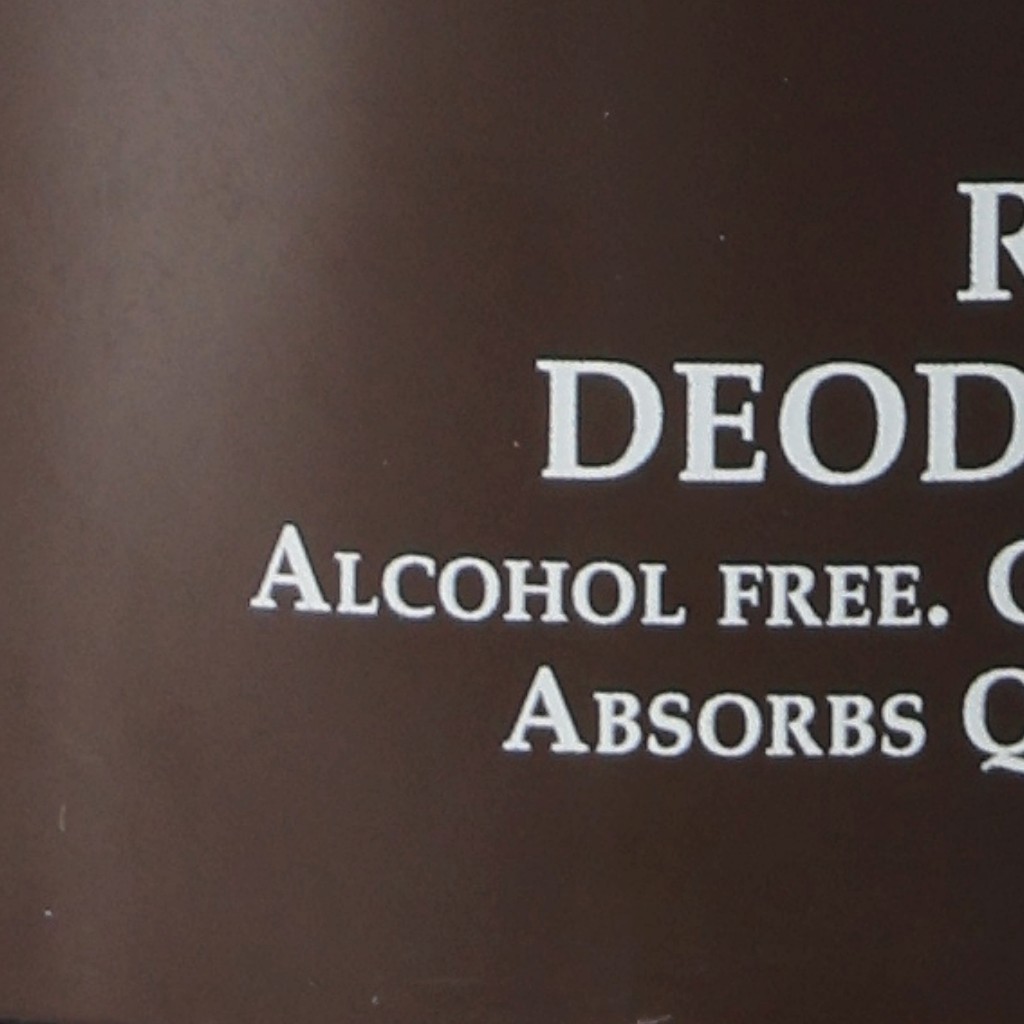 R
DEOD
ALCOHOL FREE.
ABSORBS Q